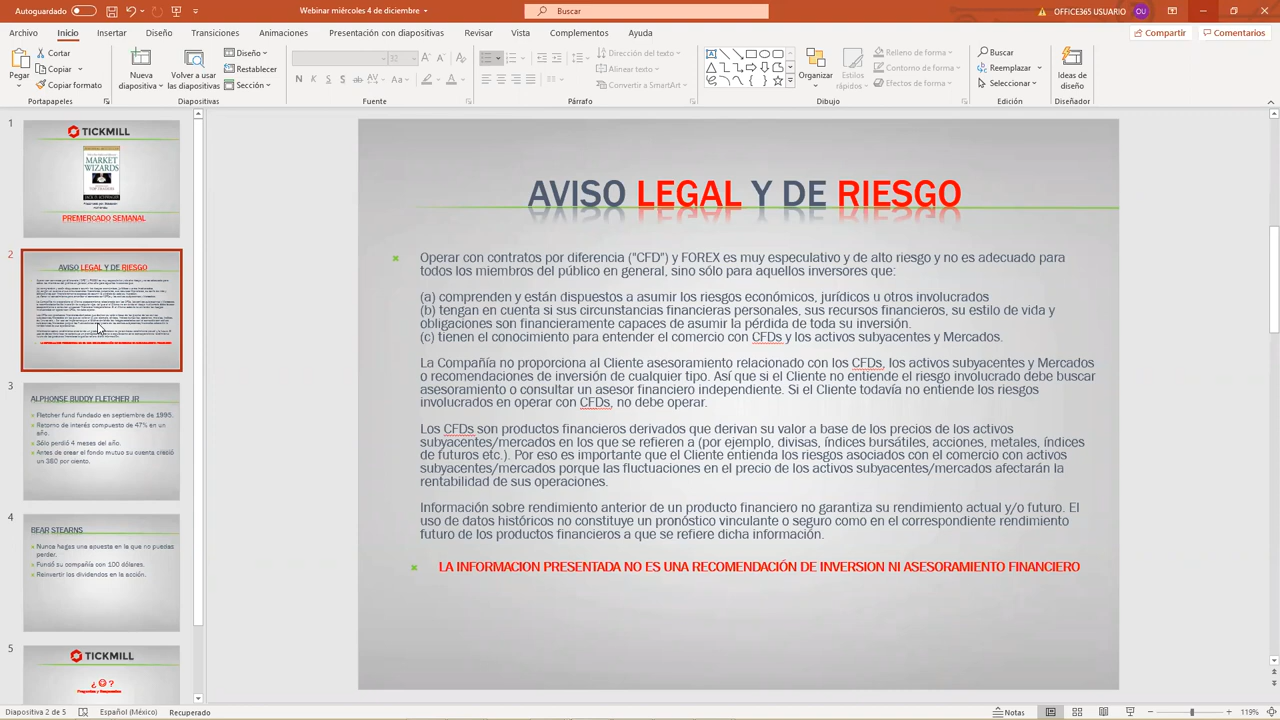 Autoguardado
Webinar miércoles 4 de diciembre
Buscar
OFFICE365 USUARIO
OU
Archivo
Inicio
Insertar
Diseño
Transiciones
Animaciones
Presentación con diapositivas
Revisar
Vista
Complementos
Ayuda
Compartir
Comentarios
Pegar
Cortar
Copiar
Copiar formato
Portapapeles
Nueva diapositiva
Volver a usar las diapositivas
Diseño
Restablecer
Sección
Diapositivas
32
N K S S ab AV Aa
Fuente
Dirección del texto
Alinear texto
Convertir a SmartArt
Párrafo
Organizar
Estilos rápidos
Relleno de forma
Contorno de forma
Efectos de forma
Dibujo
Buscar
Reemplazar
Seleccionar
Edición
Ideas de diseño
Diseñador
1
TICKMILL
MARKET
WIZARDS
PREMERCADO SEMANAL
2
AVISO LEGAL Y DE RIESGO
3
ALPHONSE BUDDY FLETCHER JR
Fletcher fund fundado en septiembre de 1995.
Retorno de interés compuesto de 47% en un
año.
Sólo perdió 4 meses del año.
Antes de crear el fondo mutuo su cuenta creció
un 380 por ciento.
4
BEAR STEARNS
Nunca hagas una apuesta en la que no puedas
perder.
Fundió su compañía con 100 dólares.
Reinvertir los dividendos en la acción.
5
TICKMILL
Preguntas y Respuestas
AVISO LEGAL Y DE RIESGO
Operar con contratos por diferencia ("CFD") y FOREX es muy especulativo y de alto riesgo y no es adecuado para
todos los miembros del público en general, sino sólo para aquellos inversores que:
(a) comprenden y están dispuestos a asumir los riesgos económicos, jurídicos u otros involucrados
(b) tengan en cuenta si sus circunstancias financieras personales, sus recursos financieros, su estilo de vida y
obligaciones son financieramente capaces de asumir la pérdida de toda su inversión.
(c) tienen el conocimiento para entender el comercio con CFDs y los activos subyacentes y Mercados.
La Compañía no proporciona al Cliente asesoramiento relacionado con los CFDs, los activos subyacentes y Mercados
o recomendaciones de inversión de cualquier tipo. Así que si el Cliente no entiende el riesgo involucrado debe buscar
asesoramiento o consultar un asesor financiero independiente. Si el Cliente todavía no entiende los riesgos
involucrados en operar con CFDs, no debe operar.
Los CFDs son productos financieros derivados que derivan su valor a base de los precios de los activos
subyacentes/mercados en los que se refieren a (por ejemplo, divisas, índices bursátiles, acciones, metales, índices
de futuros etc.). Por eso es importante que el Cliente entienda los riesgos asociados con el comercio con activos
subyacentes/mercados porque las fluctuaciones en el precio de los activos subyacentes/mercados afectarán la
rentabilidad de sus operaciones.
Información sobre rendimiento anterior de un producto financiero no garantiza su rendimiento actual y/o futuro. El
uso de datos históricos no constituye un pronóstico vinculante o seguro como en el correspondiente rendimiento
futuro de los productos financieros a que se refiere dicha información.
LA INFORMACION PRESENTADA NO ES UNA RECOMENDACIÓN DE INVERSION NI ASESORAMIENTO FINANCIERO
Diapositiva 2 de 5
Español (México)
Recuperado
Notas
119%